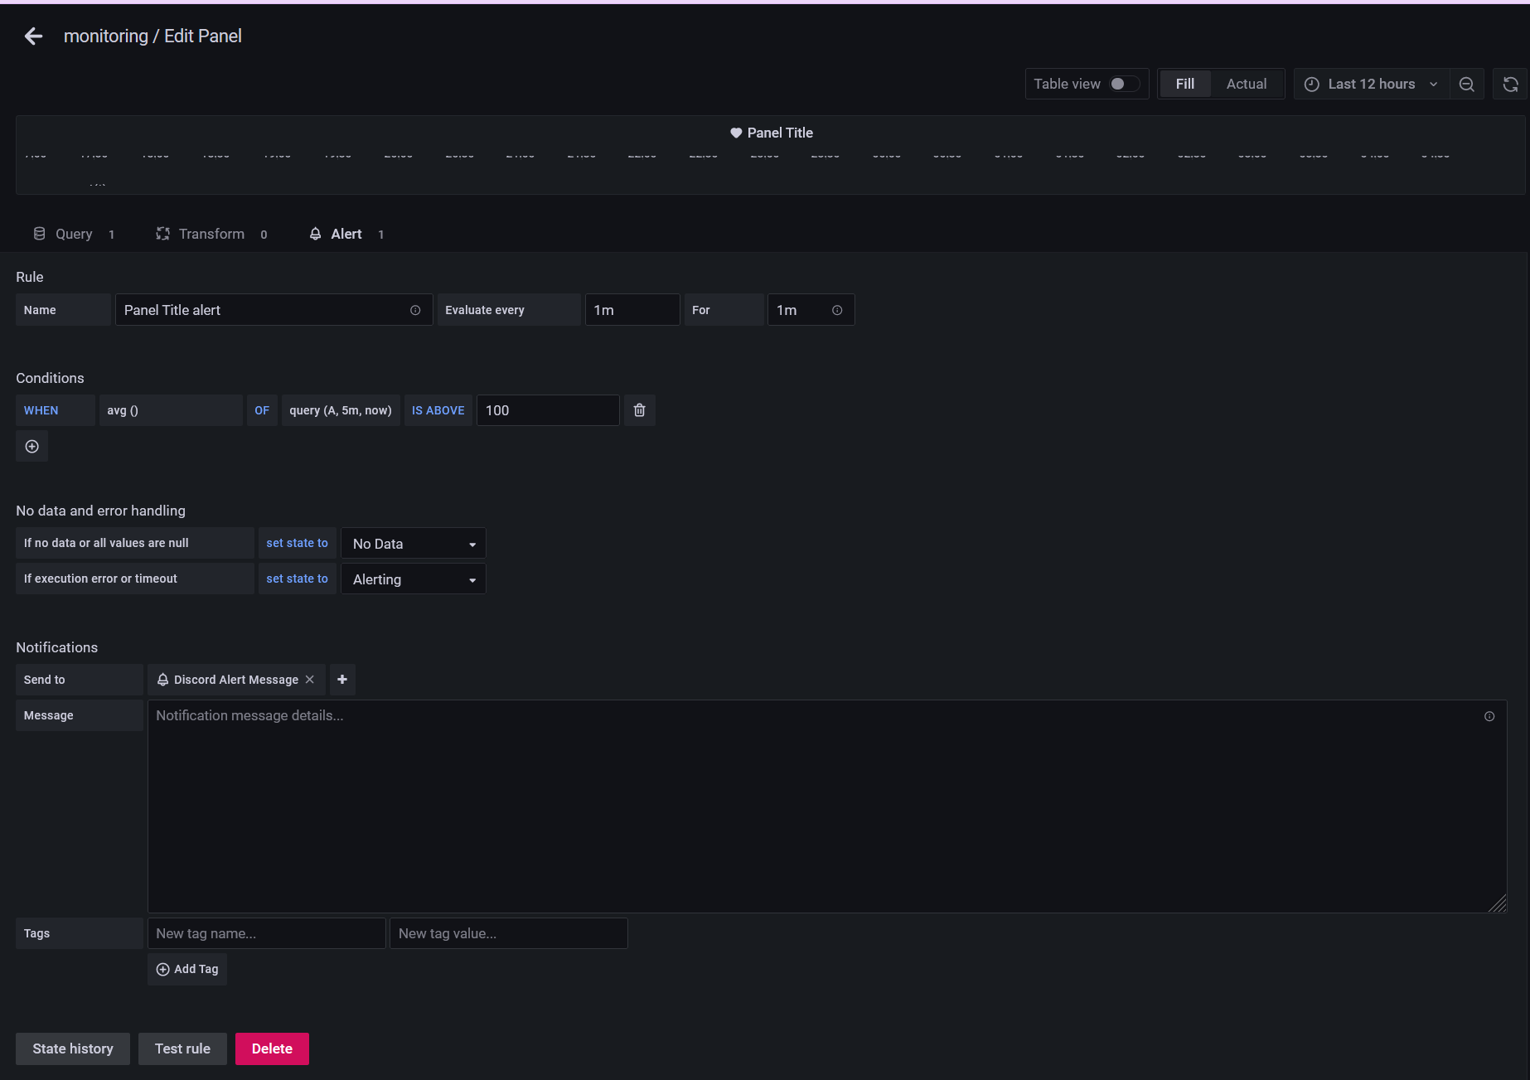 monitoring / Edit Panel
Table view Fill Actual Last 12 hours
Panel Title
Query 1 Transform 0 Alert 1
Rule
Name Panel Title alert Evaluate every 1m For 1m
Conditions
WHEN avg () OF query (A, 5m, now) IS ABOVE 100
No data and error handling
If no data or all values are null set state to No Data
If execution error or timeout set state to Alerting
Notifications
Send to Discord Alert Message
Message Notification message details...
Tags New tag name... New tag value...
Add Tag
State history Test rule Delete